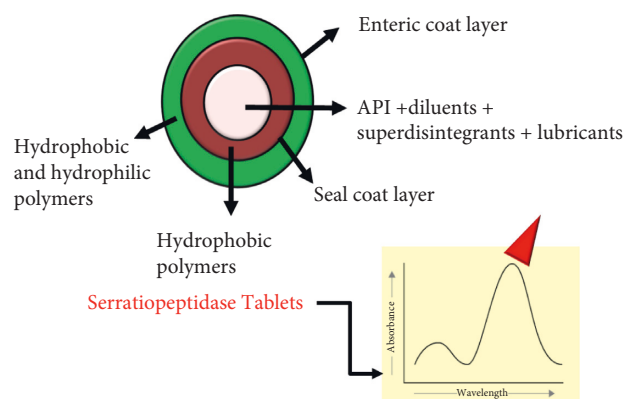 Enteric coat layer
API +diluents +
superdisintegrants + lubricants
Hydrophobic
and hydrophilic
polymers
Seal coat layer
Hydrophobic
polymers
Serratiopeptidase Tablets
Absorbance
Wavelength